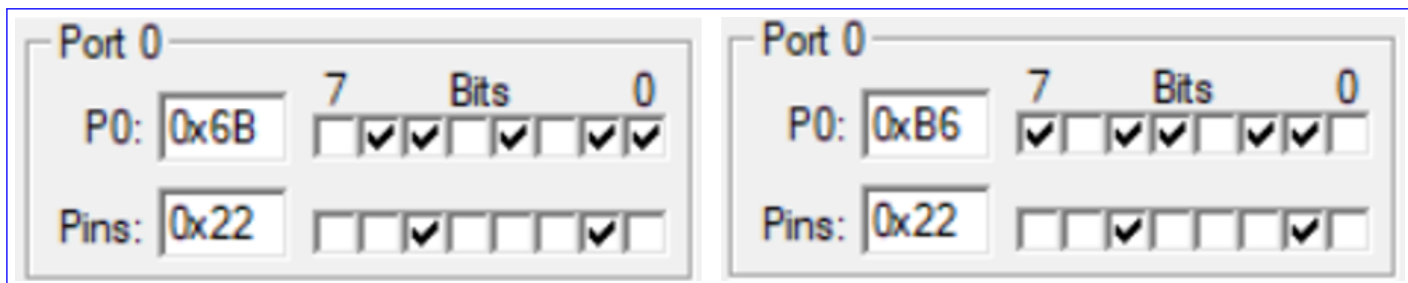 Port 0
7 Bits 0
P0: 0x6B
Pins: 0x22
Port 0
7 Bits 0
P0: 0xB6
Pins: 0x22